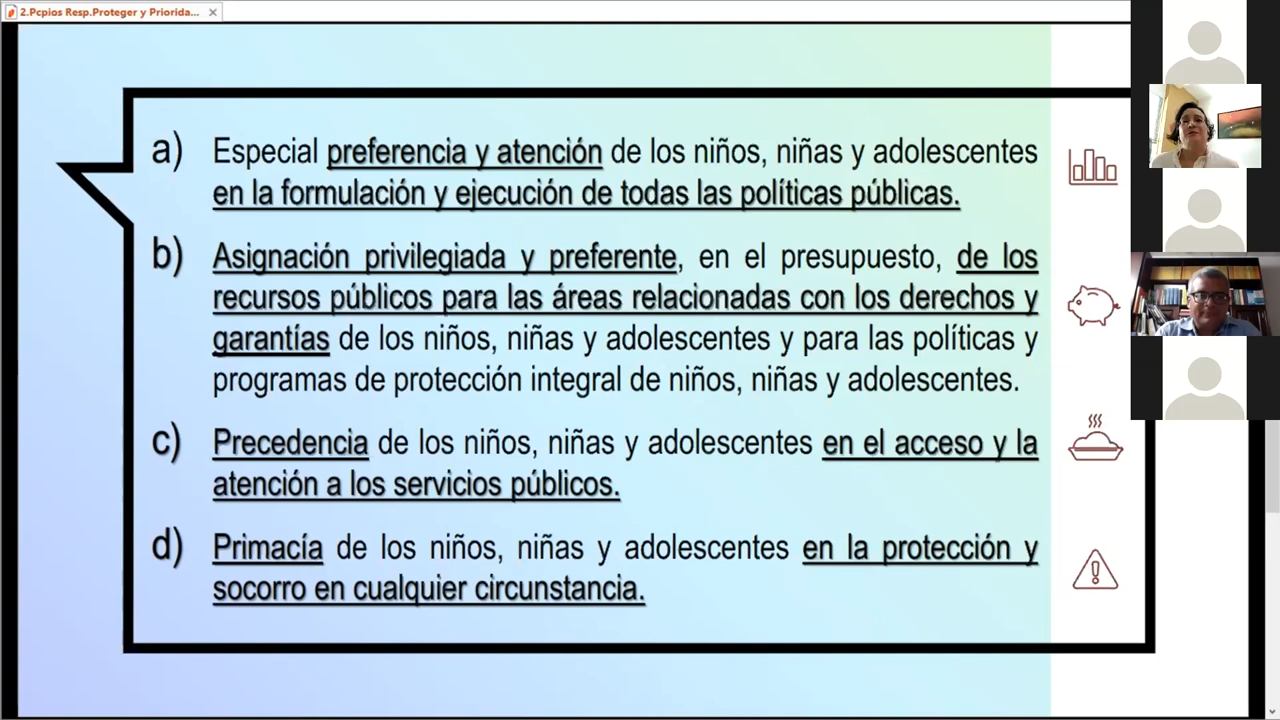 2.Pcpios Resp.Proteger y Priorida...
a) Especial preferencia y atención de los niños, niñas y adolescentes
en la formulación y ejecución de todas las políticas públicas.
b) Asignación privilegiada y preferente, en el presupuesto, de los
recursos públicos para las áreas relacionadas con los derechos y
garantías de los niños, niñas y adolescentes y para las políticas y
programas de protección integral de niños, niñas y adolescentes.
c) Precedencia de los niños, niñas y adolescentes en el acceso y la
atención a los servicios públicos.
d) Primacía de los niños, niñas y adolescentes en la protección y
socorro en cualquier circunstancia.